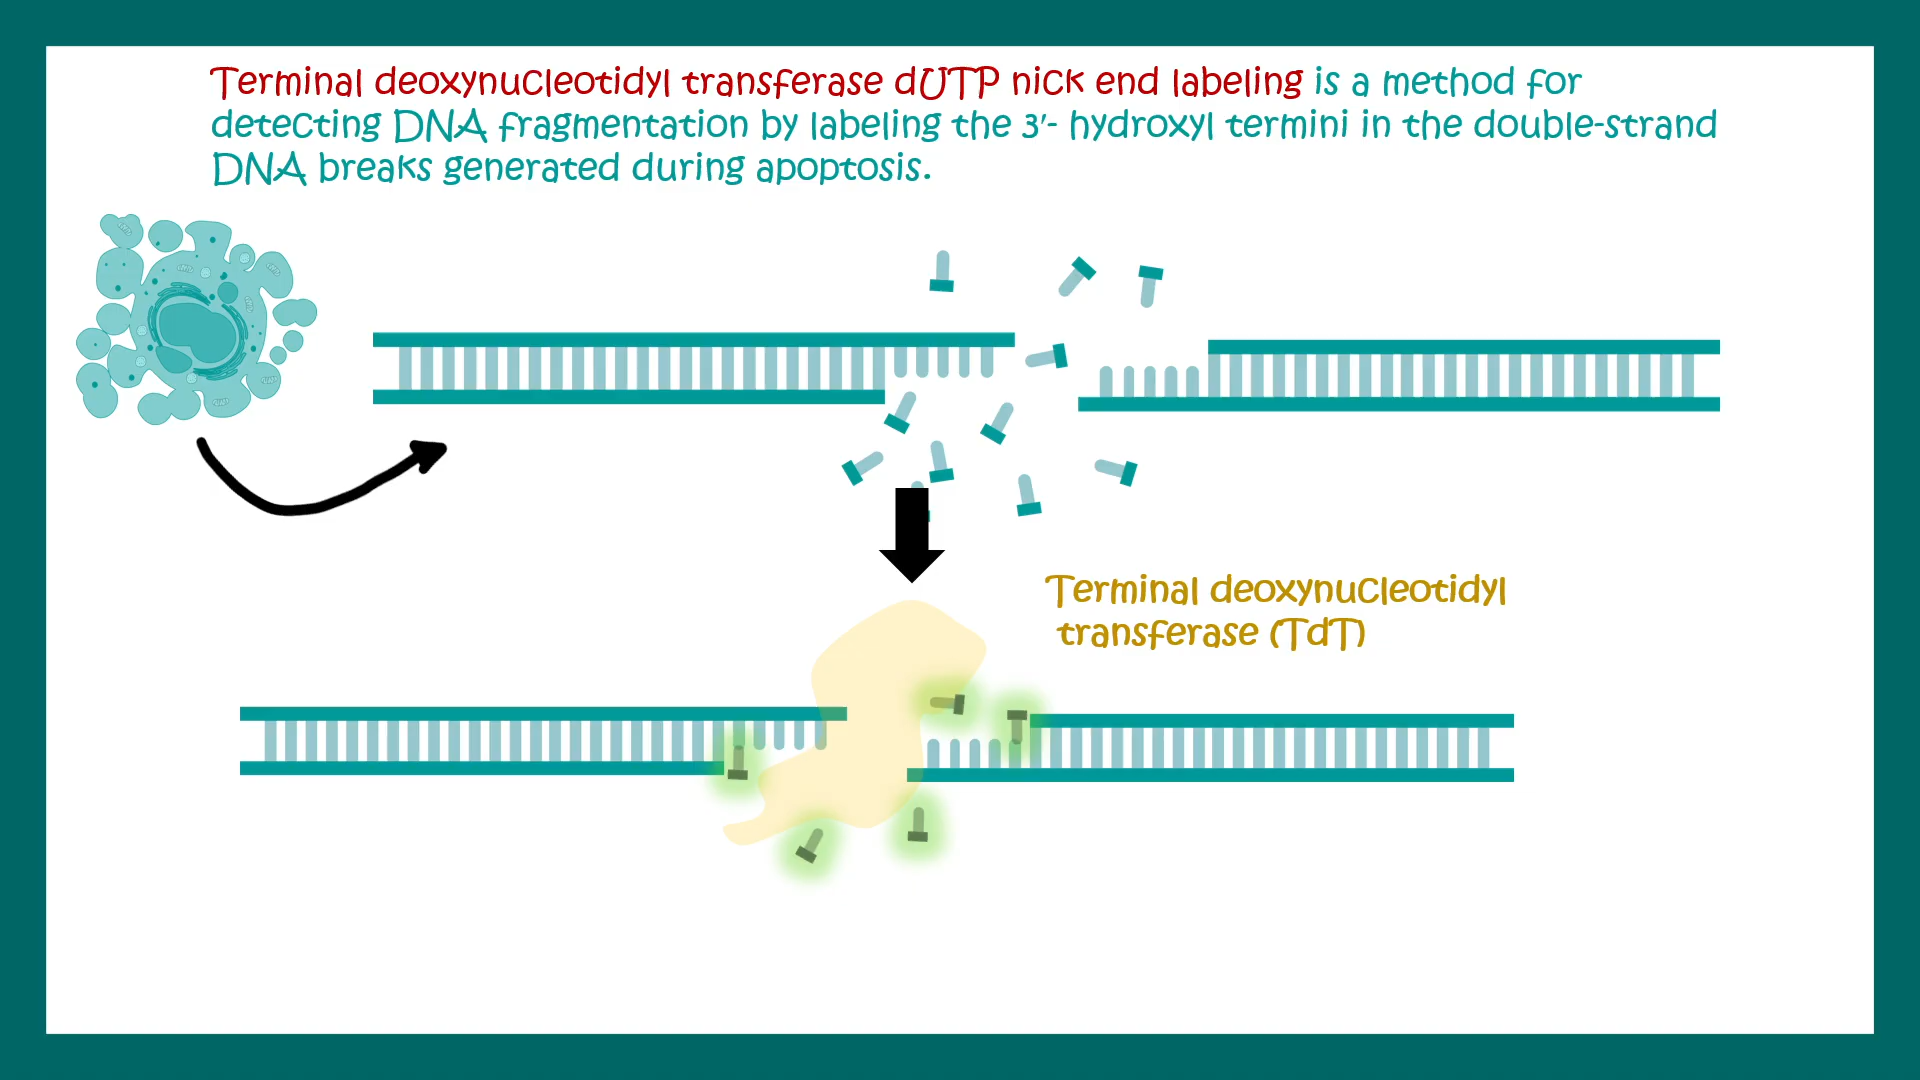 Terminal deoxynucleotidyl transferase dUTP nick end labeling is a method for
detecting DNA fragmentation by labeling the 3′- hydroxyl termini in the double-strand
DNA breaks generated during apoptosis.
Terminal deoxynucleotidyl
transferase (TdT)